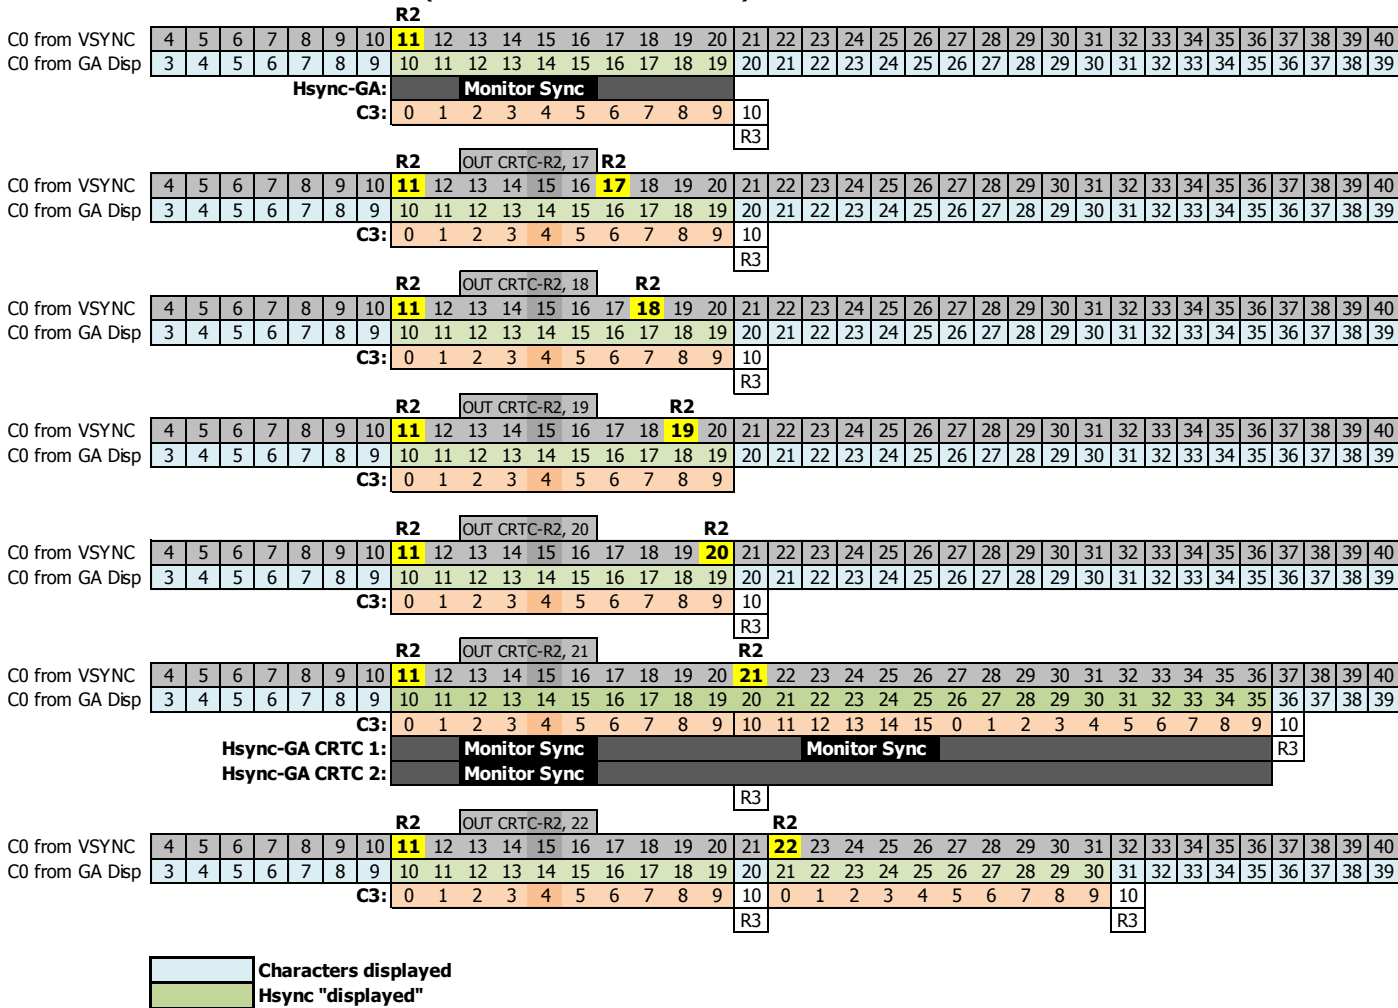 R2
C0 from VSYNC 4 5 6 7 8 9 10 11 12 13 14 15 16 17 18 19 20 21 22 23 24 25 26 27 28 29 30 31 32 33 34 35 36 37 38 39 40
C0 from GA Disp 3 4 5 6 7 8 9 10 11 12 13 14 15 16 17 18 19 20 21 22 23 24 25 26 27 28 29 30 31 32 33 34 35 36 37 38 39
Hsync-GA: Monitor Sync
C3: 0 1 2 3 4 5 6 7 8 9 10
R3
R2 OUT CRTC-R2, 17 R2
C0 from VSYNC 4 5 6 7 8 9 10 11 12 13 14 15 16 17 18 19 20 21 22 23 24 25 26 27 28 29 30 31 32 33 34 35 36 37 38 39 40
C0 from GA Disp 3 4 5 6 7 8 9 10 11 12 13 14 15 16 17 18 19 20 21 22 23 24 25 26 27 28 29 30 31 32 33 34 35 36 37 38 39
C3: 0 1 2 3 4 5 6 7 8 9 10
R3
R2 OUT CRTC-R2, 18 R2
C0 from VSYNC 4 5 6 7 8 9 10 11 12 13 14 15 16 17 18 19 20 21 22 23 24 25 26 27 28 29 30 31 32 33 34 35 36 37 38 39 40
C0 from GA Disp 3 4 5 6 7 8 9 10 11 12 13 14 15 16 17 18 19 20 21 22 23 24 25 26 27 28 29 30 31 32 33 34 35 36 37 38 39
C3: 0 1 2 3 4 5 6 7 8 9 10
R3
R2 OUT CRTC-R2, 19 R2
C0 from VSYNC 4 5 6 7 8 9 10 11 12 13 14 15 16 17 18 19 20 21 22 23 24 25 26 27 28 29 30 31 32 33 34 35 36 37 38 39 40
C0 from GA Disp 3 4 5 6 7 8 9 10 11 12 13 14 15 16 17 18 19 20 21 22 23 24 25 26 27 28 29 30 31 32 33 34 35 36 37 38 39
C3: 0 1 2 3 4 5 6 7 8 9
R2 OUT CRTC-R2, 20 R2
C0 from VSYNC 4 5 6 7 8 9 10 11 12 13 14 15 16 17 18 19 20 21 22 23 24 25 26 27 28 29 30 31 32 33 34 35 36 37 38 39 40
C0 from GA Disp 3 4 5 6 7 8 9 10 11 12 13 14 15 16 17 18 19 20 21 22 23 24 25 26 27 28 29 30 31 32 33 34 35 36 37 38 39
C3: 0 1 2 3 4 5 6 7 8 9 10
R3
R2 OUT CRTC-R2, 21 R2
C0 from VSYNC 4 5 6 7 8 9 10 11 12 13 14 15 16 17 18 19 20 21 22 23 24 25 26 27 28 29 30 31 32 33 34 35 36 37 38 39 40
C0 from GA Disp 3 4 5 6 7 8 9 10 11 12 13 14 15 16 17 18 19 20 21 22 23 24 25 26 27 28 29 30 31 32 33 34 35 36 37 38 39
C3: 0 1 2 3 4 5 6 7 8 9 10 11 12 13 14 15 0 1 2 3 4 5 6 7 8 9 10
Hsync-GA CRTC 1: Monitor Sync Monitor Sync R3
Hsync-GA CRTC 2: Monitor Sync
R3
R2 OUT CRTC-R2, 22 R2
C0 from VSYNC 4 5 6 7 8 9 10 11 12 13 14 15 16 17 18 19 20 21 22 23 24 25 26 27 28 29 30 31 32 33 34 35 36 37 38 39 40
C0 from GA Disp 3 4 5 6 7 8 9 10 11 12 13 14 15 16 17 18 19 20 21 22 23 24 25 26 27 28 29 30 31 32 33 34 35 36 37 38 39
C3: 0 1 2 3 4 5 6 7 8 9 10 0 1 2 3 4 5 6 7 8 9 10
R3 R3
Characters displayed
Hsync "displayed"